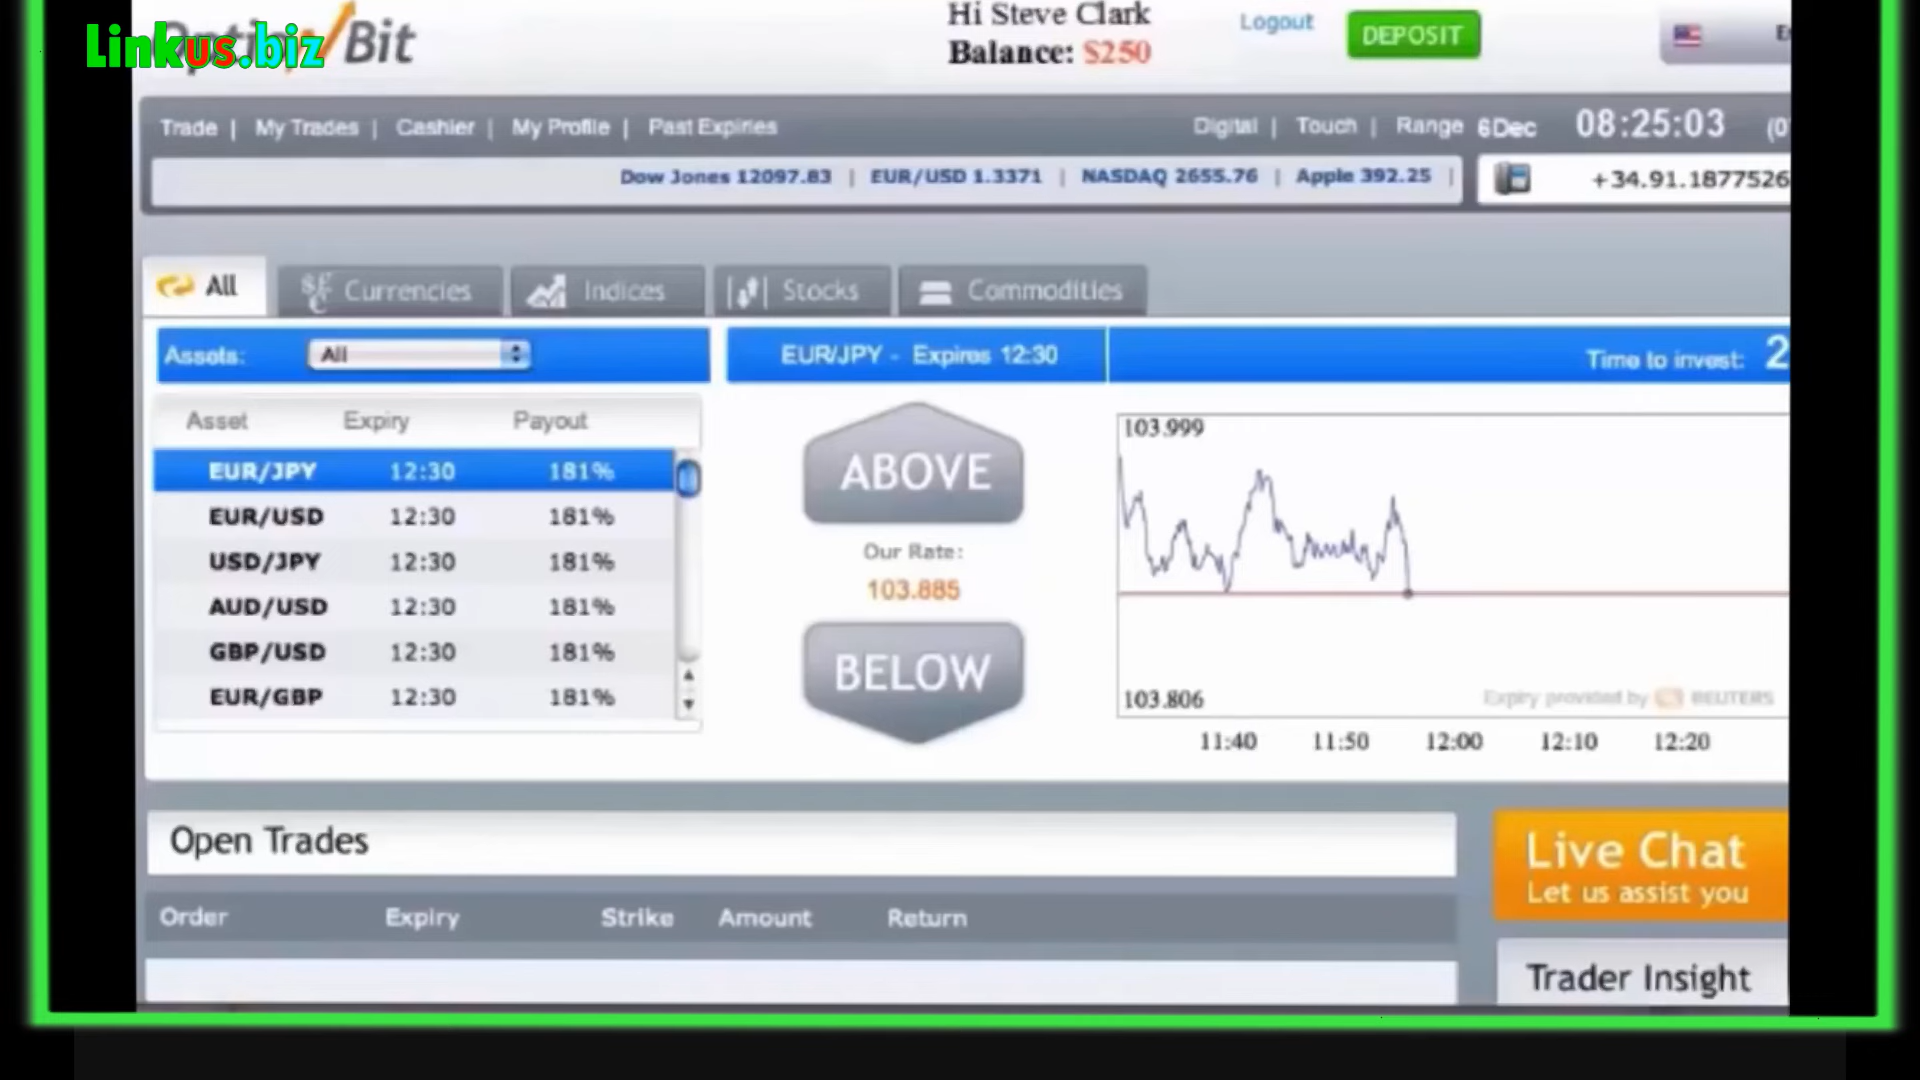 Linkus.biz
Bit
Hi Steve Clark
Balance: $250
Logout
DEPOSIT
Trade | My Trades | Cashier | My Profile | Past Expiries
Digital | Touch | Range
6Dec 08:25:03
Dow Jones 12097.83 | EUR/USD 1.3371 | NASDAQ 2655.76 | Apple 392.25 |
+34.91.1877526
All
Currencies
Indices
Stocks
Commodities
Assets: All
EUR/JPY - Expires 12:30
Time to invest: 2
Asset Expiry Payout
EUR/JPY 12:30 181%
EUR/USD 12:30 181%
USD/JPY 12:30 181%
AUD/USD 12:30 181%
GBP/USD 12:30 181%
EUR/GBP 12:30 181%
ABOVE
Our Rate:
103.885
BELOW
103.999
103.806
Expiry provided by REUTERS
11:40 11:50 12:00 12:10 12:20
Open Trades
Order Expiry Strike Amount Return
Live Chat
Let us assist you
Trader Insight